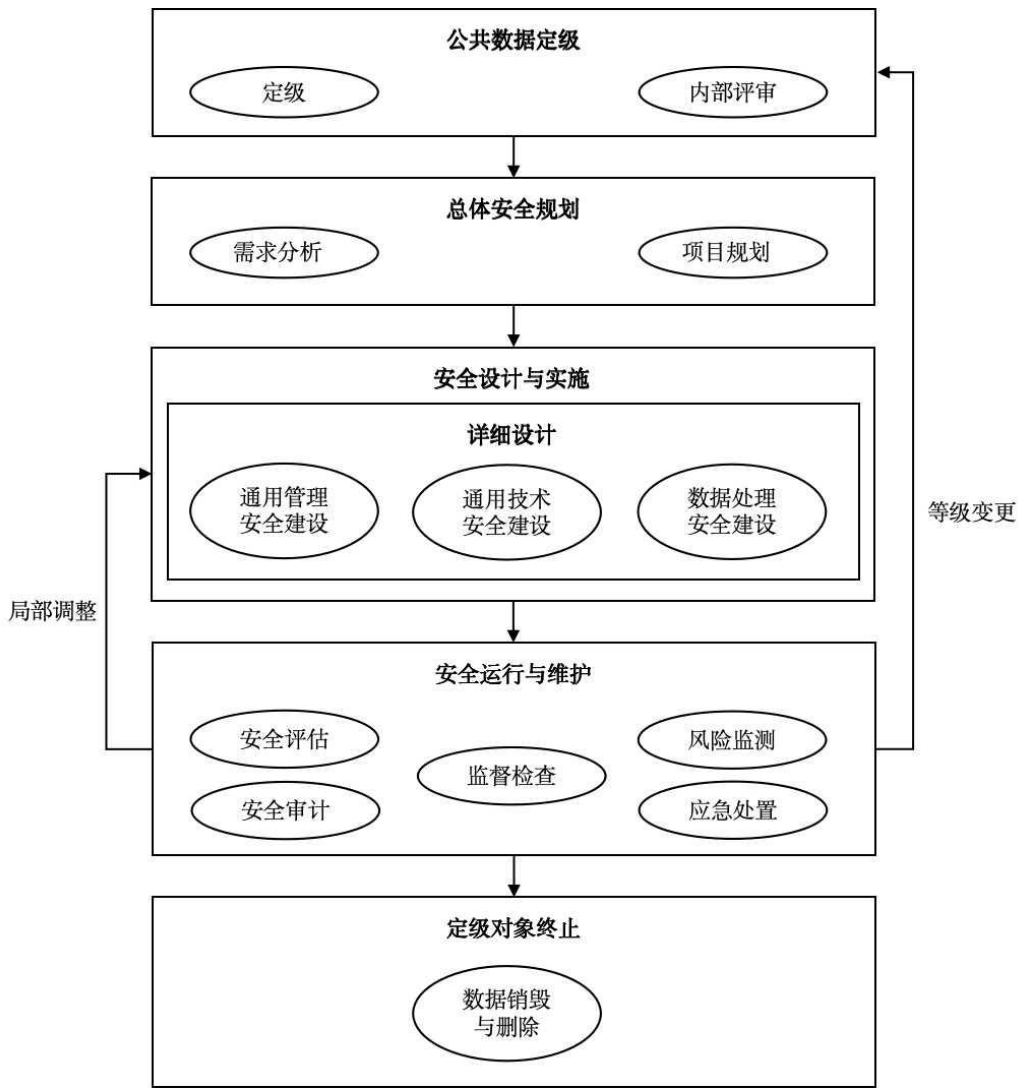 公共数据定级
定级
内部评审
总体安全规划
需求分析
项目规划
安全设计与实施
详细设计
通用管理
安全建设
通用技术
安全建设
数据处理
安全建设
等级变更
局部调整
安全运行与维护
安全评估
风险监测
监督检查
安全审计
应急处置
定级对象终止
数据销毁
与删除